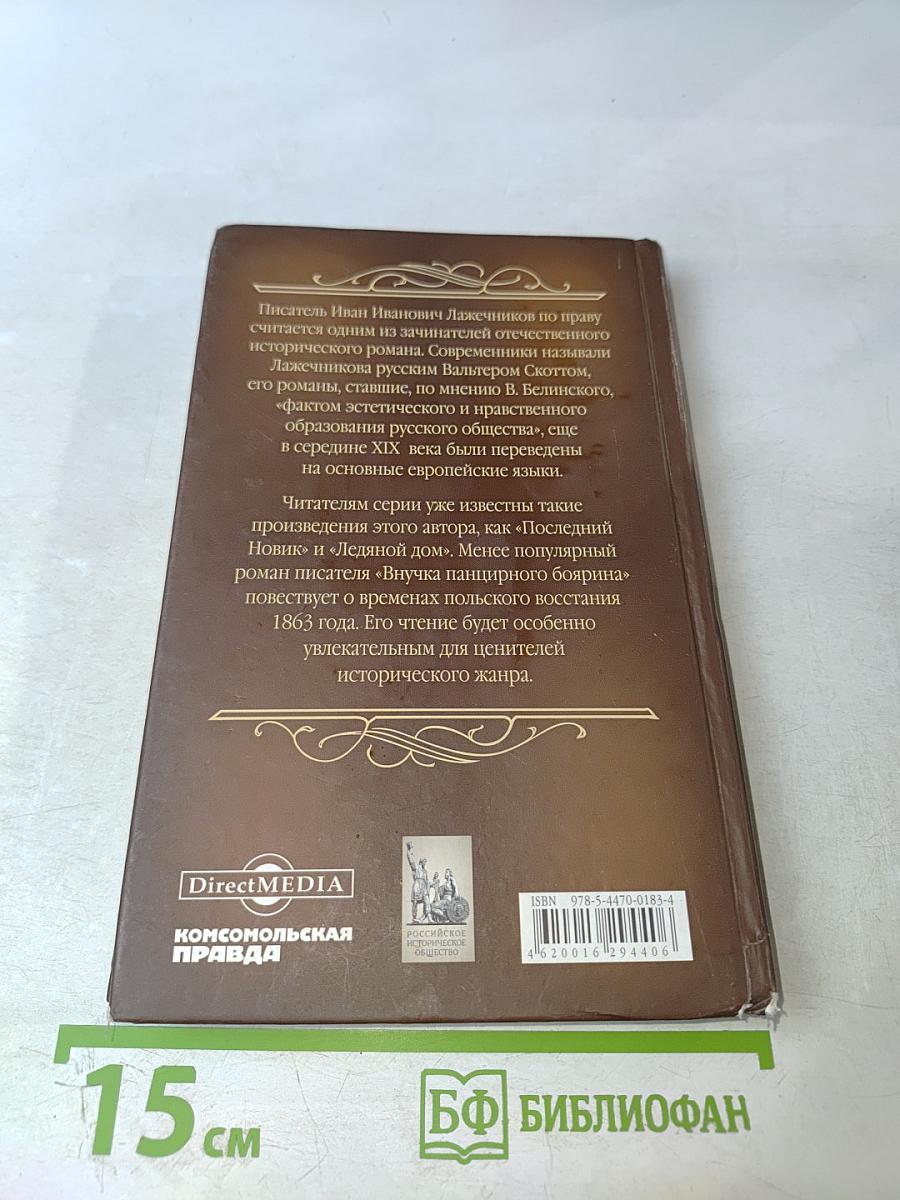 Писатель Иван Иванович Лажечников по праву
считается одним из зачинателей отечественного
исторического романа. Современники называли
Лажечникова русским Вальтером Скоттом,
его романы, ставшие, по мнению В. Белинского,
«фактом эстетического и нравственного
образования русского общества», еще
в середине XIX века были переведены
на основные европейские языки.
Читателям серии уже известны такие
произведения этого автора, как «Последний
Новик» и «Ледяной дом». Менее популярный
роман писателя «Внучка панцирного боярина»
повествует о временах польского восстания
1863 года. Его чтение будет особенно
увлекательным для ценителей
исторического жанра.
DirectMEDIA
КОМСОМОЛЬСКАЯ
ПРАВДА
РОССИЙСКОЕ
ИСТОРИЧЕСКОЕ
ОБЩЕСТВО
ISBN 978-5-4470-0183-4
4 620016 294406
15 см
БФ БИБЛИОФАН